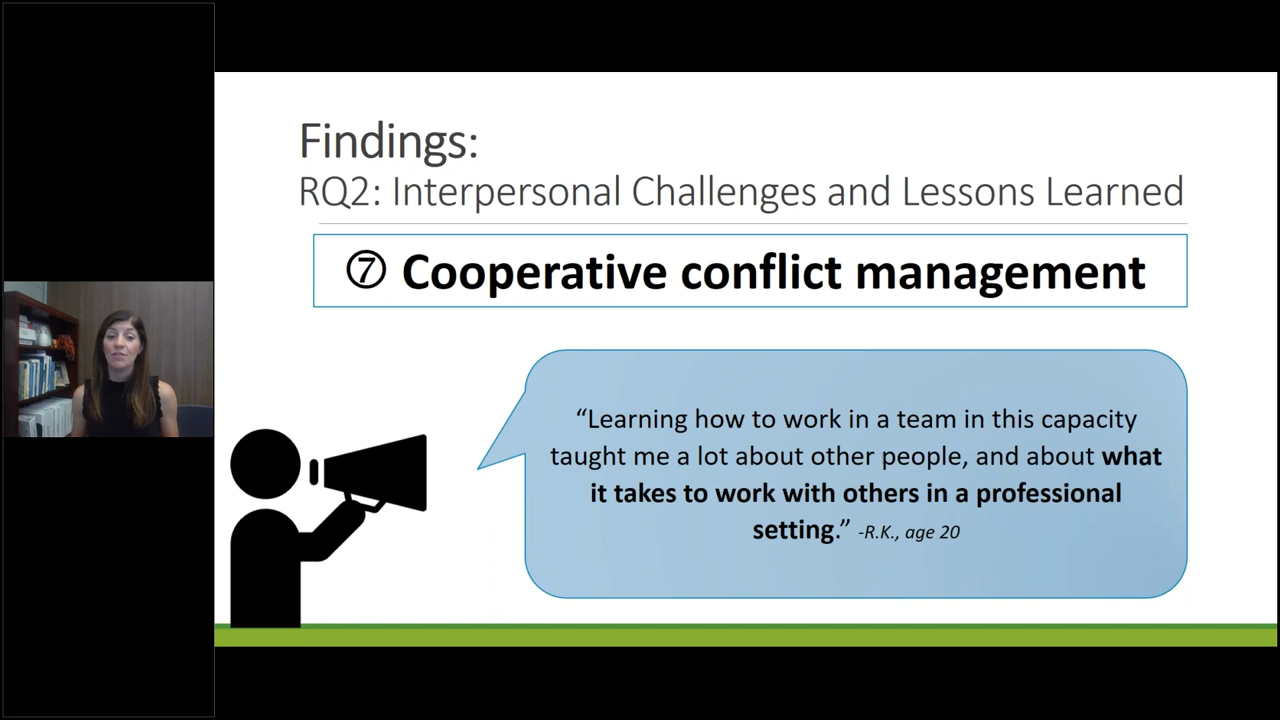 Findings:
RQ2: Interpersonal Challenges and Lessons Learned
⑦ Cooperative conflict management
“Learning how to work in a team in this capacity
taught me a lot about other people, and about what
it takes to work with others in a professional
setting.” -R.K., age 20